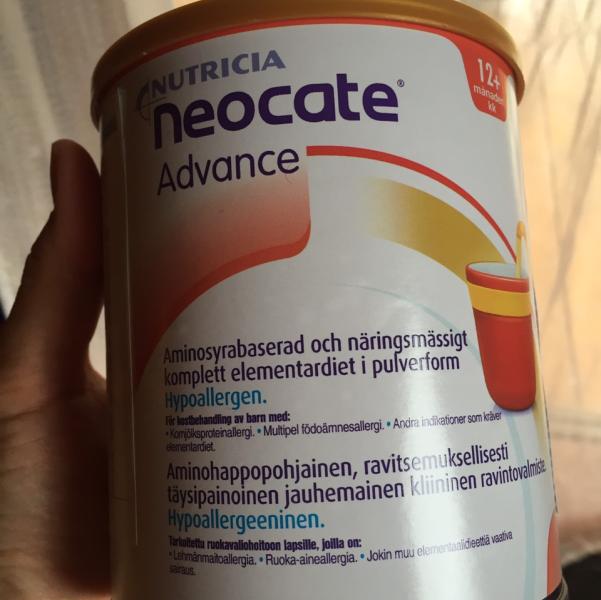 NUTRICIA
neocate®
Advance
12+
månader
kk
Aminosyrabaserad och näringsmässigt
komplett elementardiet i pulverform
Hypoallergen.
För kostbehandling av barn med:
• Komjölksproteinallergi. • Multipel födoämnesallergi. • Andra indikationer som kräver
elementardiet.
Aminohappopohjainen, ravitsemuksellisesti
täysipainoinen jauhemainen kliininen ravintovalmiste.
Hypoallergeeninen.
Tarkoitettu ruokavaliohoitoon lapsille, joilla on:
• Lehmänmaitoallergia. • Ruoka-aineallergia. • Jokin muu elementaalidieettiä vaativa
sairaus.